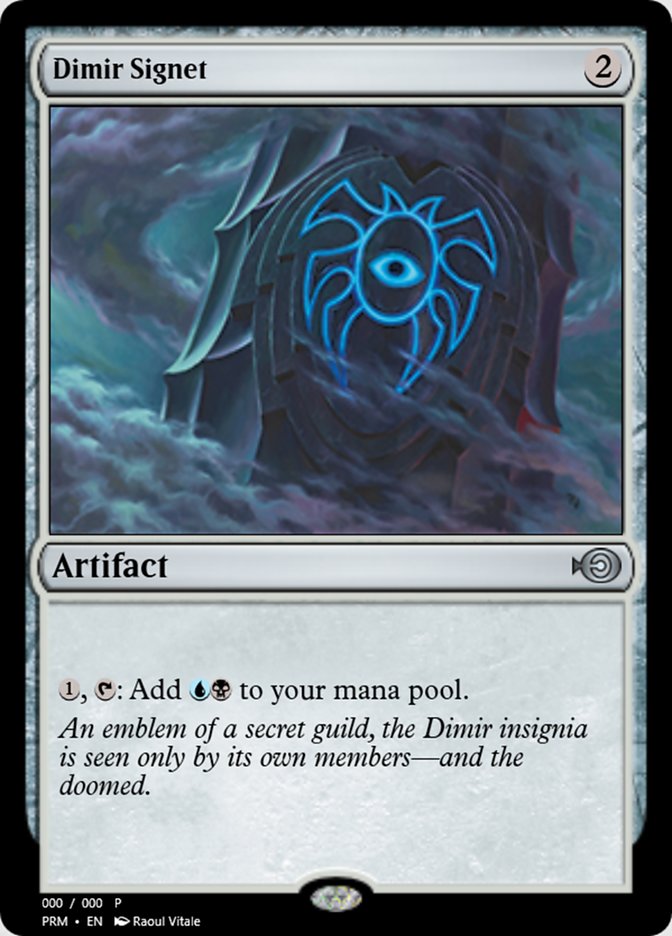 Dimir Signet 2
Artifact
1, : Add to your mana pool.
An emblem of a secret guild, the Dimir insignia
is seen only by its own members—and the
doomed.
000 / 000 P
PRM • EN Raoul Vitale